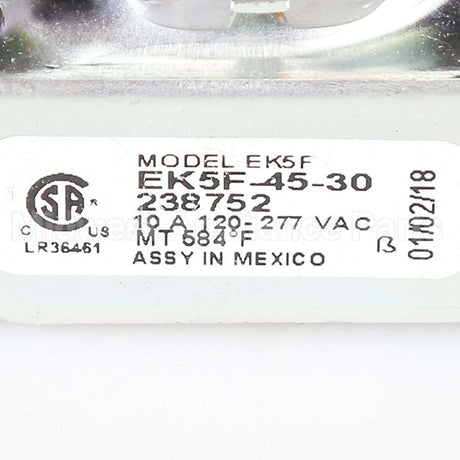 MODEL EK5F
EK5F-45-30
238752
10 A 120-277 VAC
MT 584°F
ASSY IN MEXICO
SA
C US
LR36461
β
01/02/18